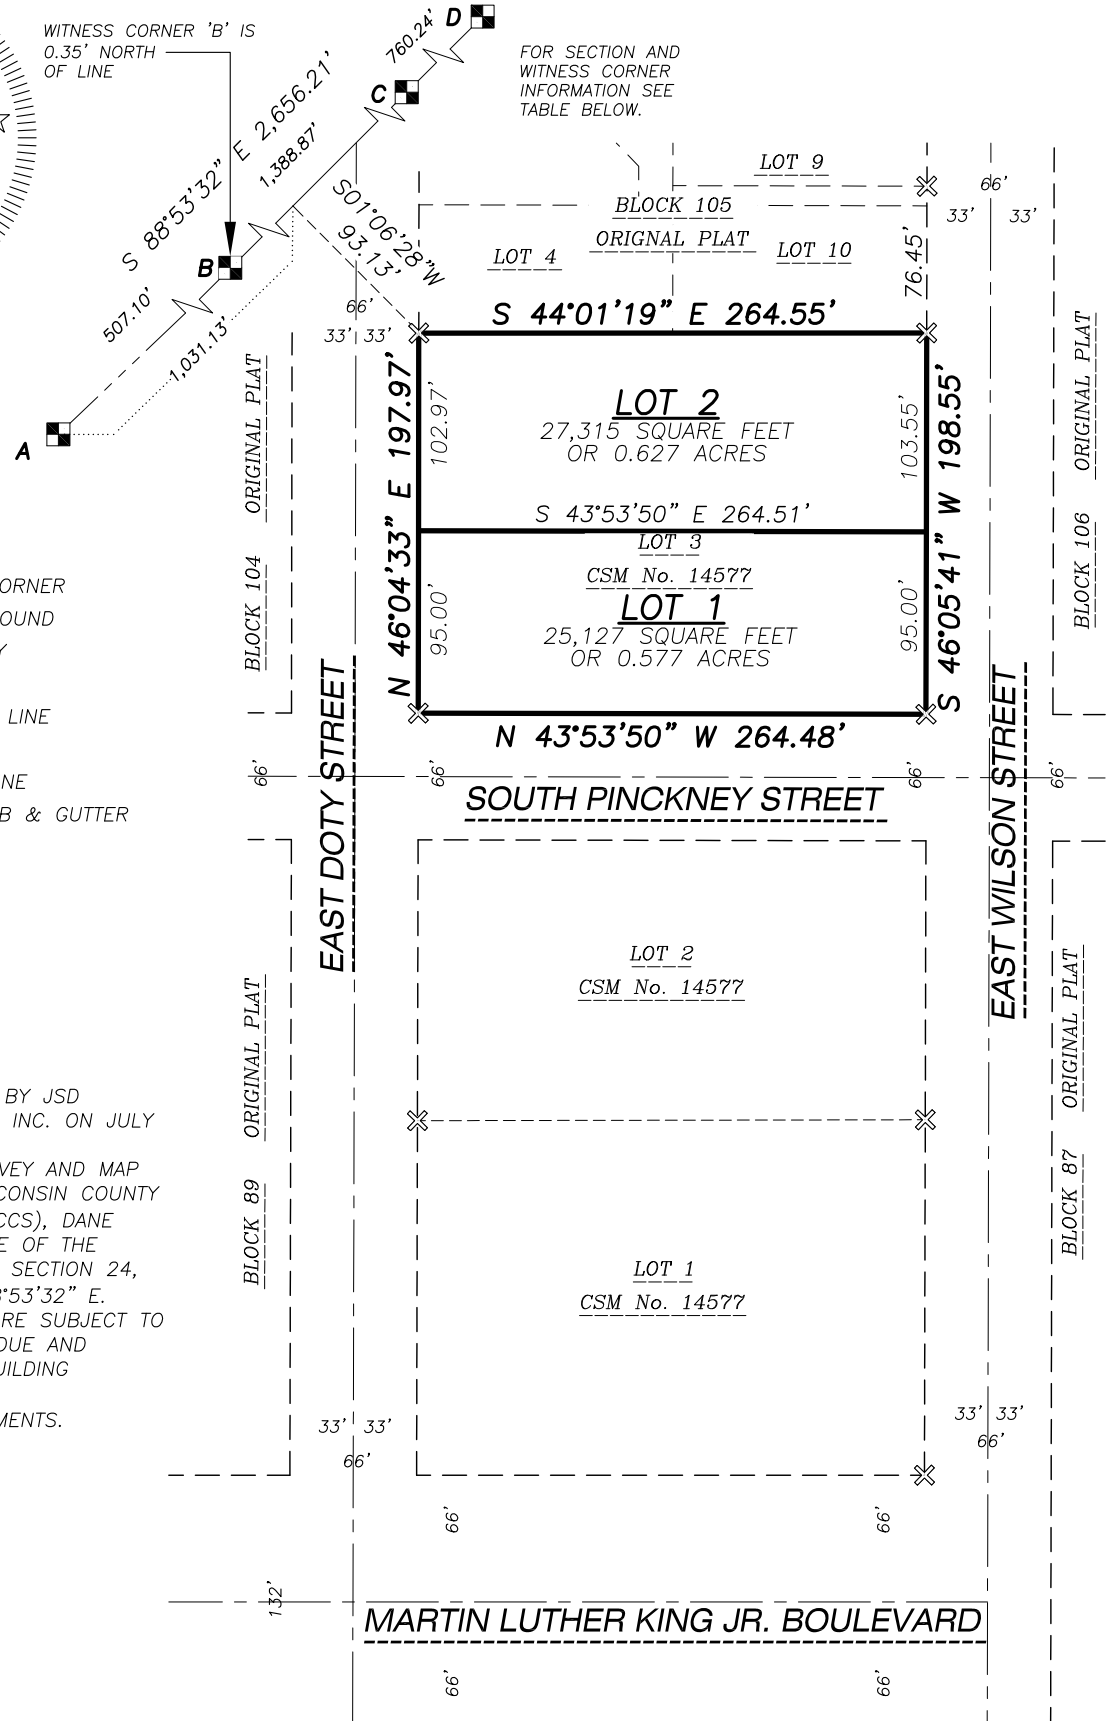 WITNESS CORNER 'B' IS
0.35' NORTH
OF LINE
D
760.24'
C
FOR SECTION AND
WITNESS CORNER
INFORMATION SEE
TABLE BELOW.
S 88°53'32" E 2,656.21'
1,388.87'
B
507.10'
1,031.13'
A
S01°06'28"W
93.13'
LOT 9
BLOCK 105
ORIGNAL PLAT
LOT 4
LOT 10
76.45'
66'
33' 33'
66'
33' 33'
S 44°01'19" E 264.55'
N 46°04'33" E 197.97'
102.97'
LOT 2
27,315 SQUARE FEET
OR 0.627 ACRES
103.55'
S 46°05'41" W 198.55'
S 43°53'50" E 264.51'
LOT 3
CSM No. 14577
LOT 1
25,127 SQUARE FEET
OR 0.577 ACRES
95.00'
95.00'
N 43°53'50" W 264.48'
BLOCK 104 ORIGINAL PLAT
BLOCK 106 ORIGINAL PLAT
ORNER
OUND
Y
LINE
NE
B & GUTTER
66'
66'
66'
66'
SOUTH PINCKNEY STREET
EAST DOTY STREET
EAST WILSON STREET
LOT 2
CSM No. 14577
BLOCK 89 ORIGINAL PLAT
BLOCK 87 ORIGINAL PLAT
LOT 1
CSM No. 14577
BY JSD
INC. ON JULY
VEY AND MAP
CONSIN COUNTY
CCS), DANE
E OF THE
SECTION 24,
8°53'32" E.
RE SUBJECT TO
DUE AND
UILDING
MENTS.
33' 33'
66'
33' 33'
66'
66'
66'
132'
MARTIN LUTHER KING JR. BOULEVARD
66'
66'